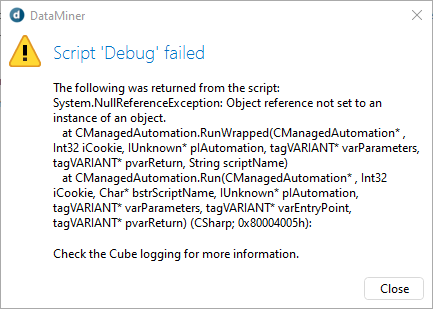 DataMiner
Script 'Debug' failed
The following was returned from the script:
System.NullReferenceException: Object reference not set to an
instance of an object.
at CManagedAutomation.RunWrapped(CManagedAutomation* ,
Int32 iCookie, IUnknown* pIAutomation, tagVARIANT* varParameters,
tagVARIANT* pvarReturn, String scriptName)
at CManagedAutomation.Run(CManagedAutomation* , Int32
iCookie, Char* bstrScriptName, IUnknown* pIAutomation,
tagVARIANT* varParameters, tagVARIANT* varEntryPoint,
tagVARIANT* pvarReturn) (CSharp; 0x80004005h):
Check the Cube logging for more information.
Close